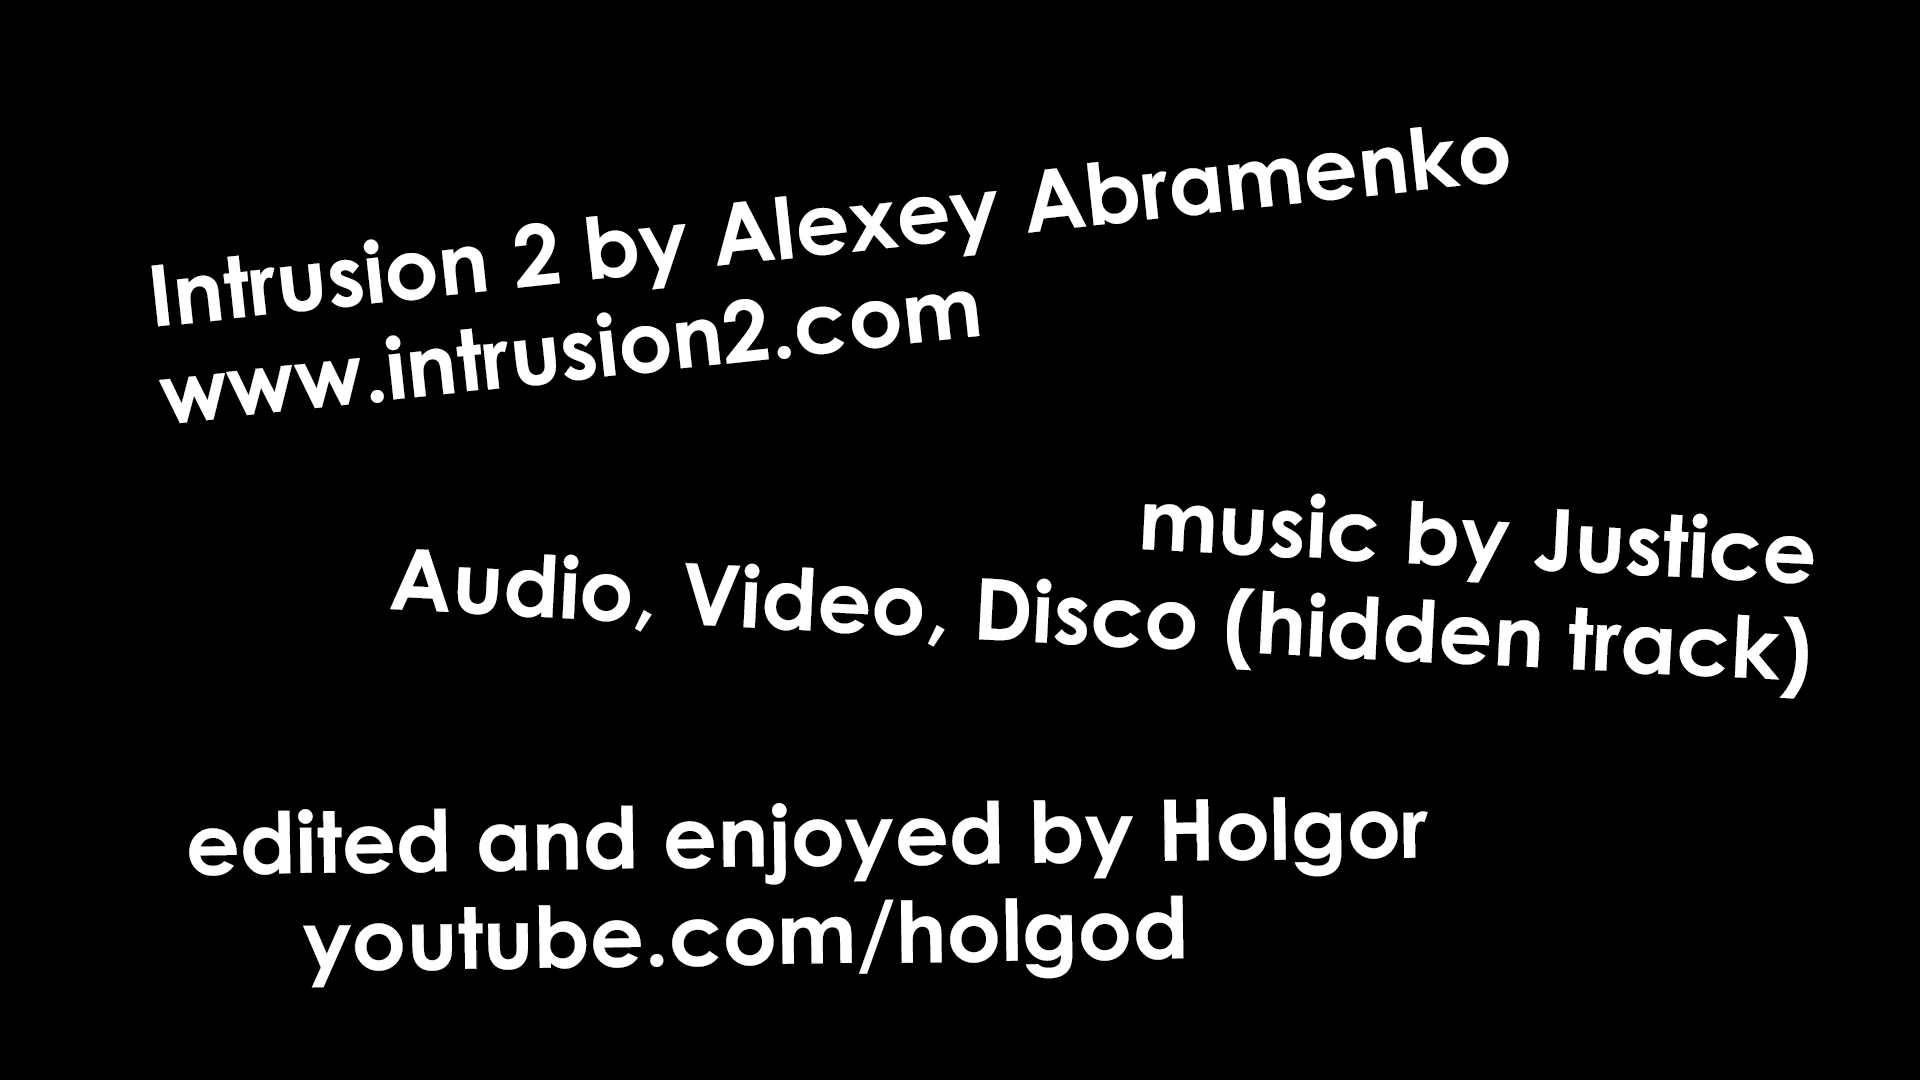 Intrusion 2 by Alexey Abramenko
www.intrusion2.com
music by Justice
Audio, Video, Disco (hidden track)
edited and enjoyed by Holgor
youtube.com/holgod